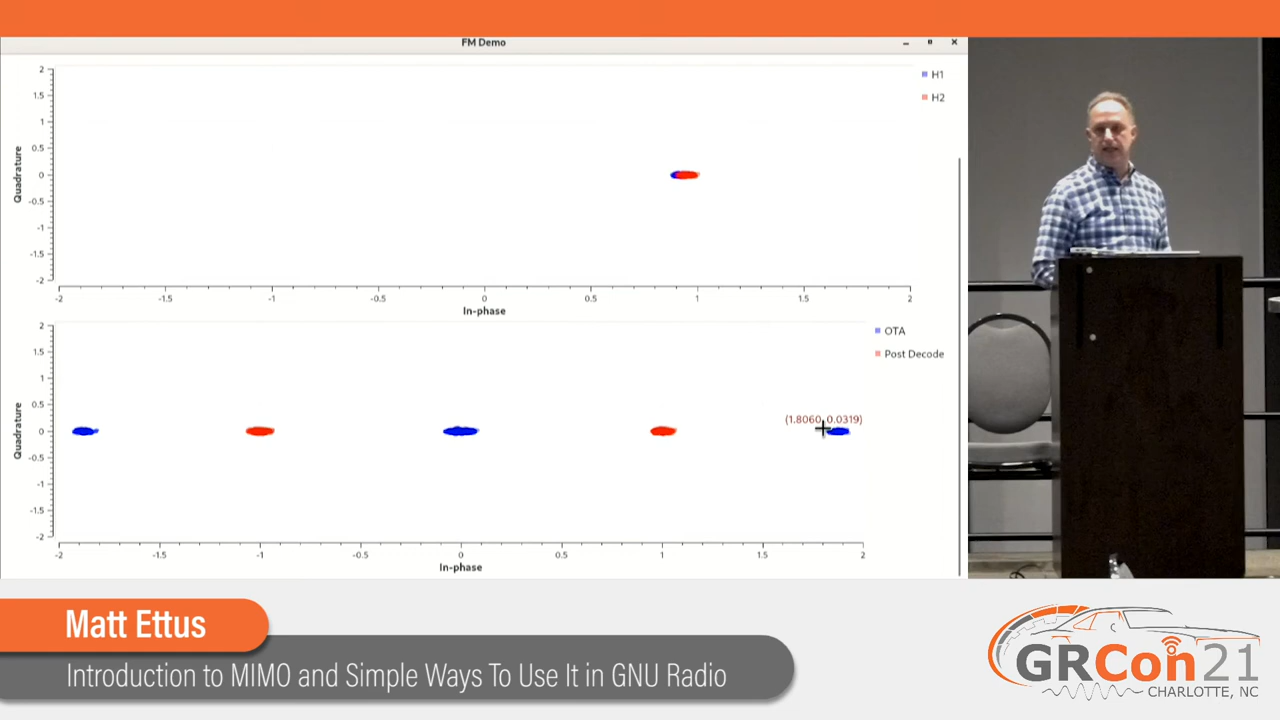 FM Demo
2
1.5
1
0.5
0
-0.5
-1
-1.5
-2
Quadrature
H1
H2
-2
-1.5
-1
-0.5
0
0.5
1
1.5
2
In-phase
2
1.5
1
0.5
0
-0.5
-1
-1.5
-2
Quadrature
OTA
Post Decode
(1.8060, 0.0319)
-2
-1.5
-1
-0.5
0
0.5
1
1.5
2
In-phase
Matt Ettus
Introduction to MIMO and Simple Ways To Use It in GNU Radio
GRCon21
CHARLOTTE, NC